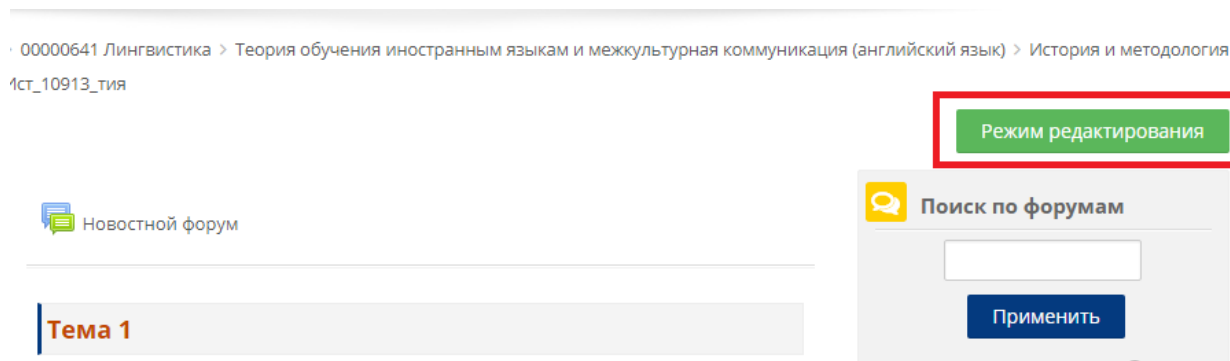 00000641 Лингвистика > Теория обучения иностранным языкам и межкультурная коммуникация (английский язык) > История и методология
Ист_10913_тия
Режим редактирования
Поиск по форумам
Новостной форум
Применить
Тема 1